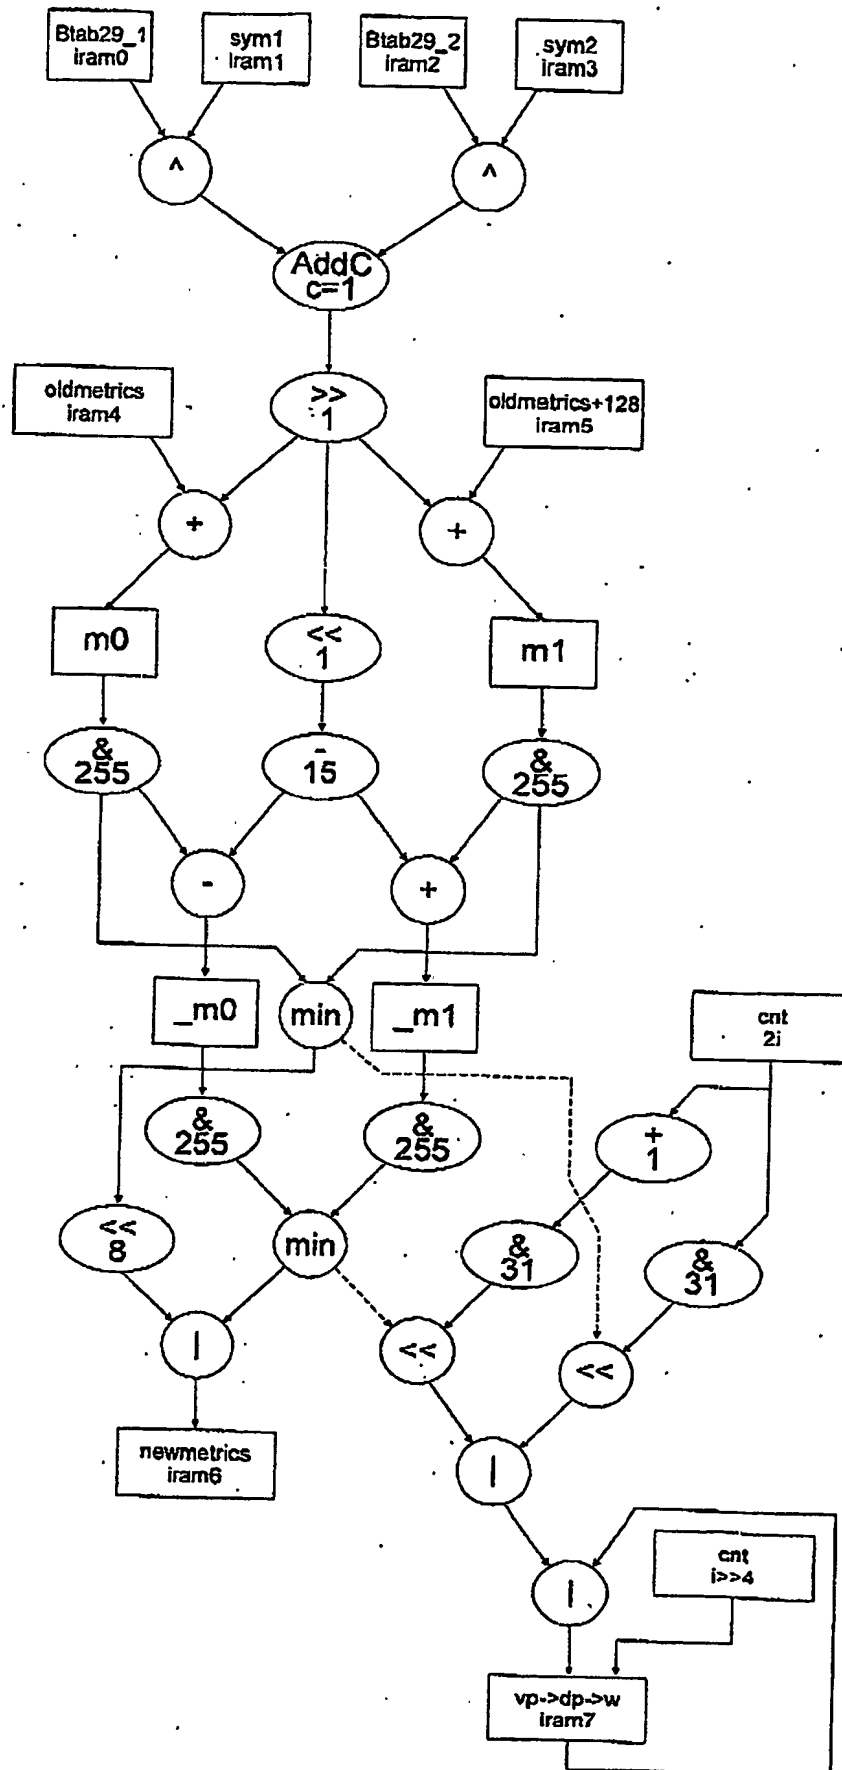 Btab29_1
iram0
sym1
iram1
Btab29_2
iram2
sym2
iram3
^
^
AddC
c=1
oldmetrics
iram4
>>
1
oldmetrics+128
iram5
+
+
m0
<<
1
m1
&
255
-
15
&
255
-
+
_m0
min
_m1
cnt
2i
&
255
&
255
+
1
<<
8
min
&
31
&
31
|
<<
<<
newmetrics
iram6
|
|
cnt
i>>4
vp->dp->w
iram7